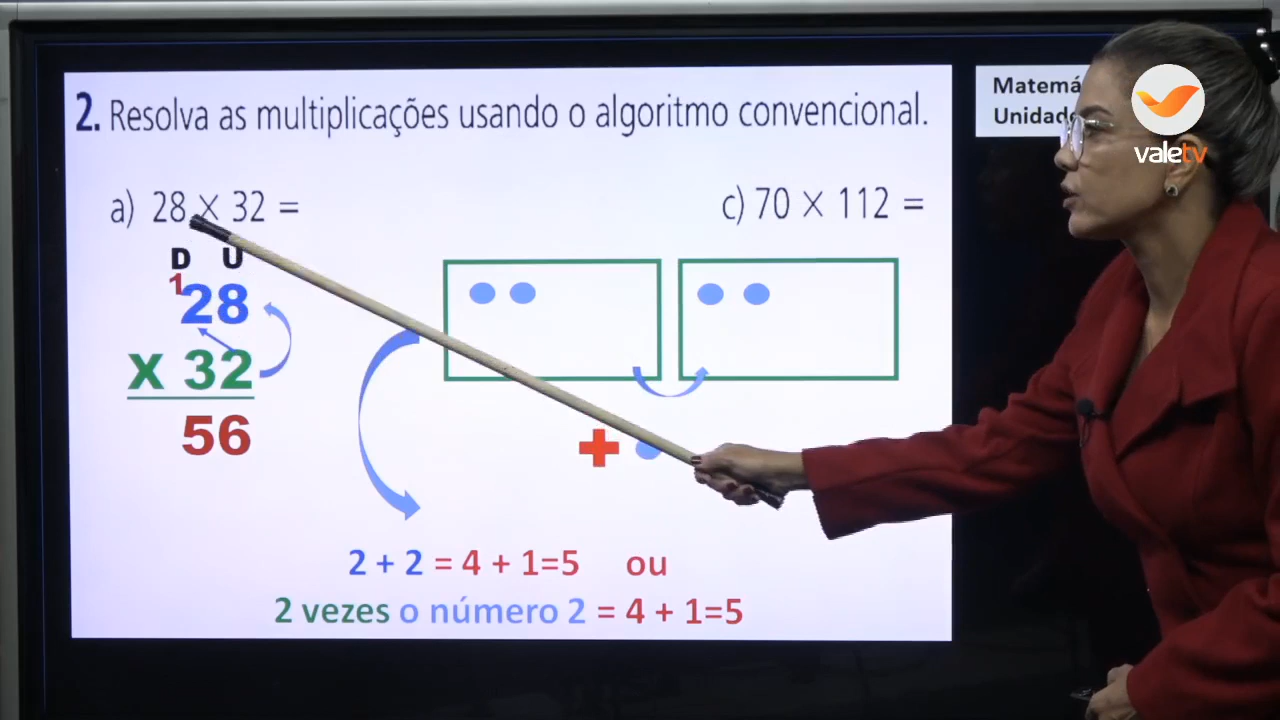 2. Resolva as multiplicações usando o algoritmo convencional.
a) 28 X 32 =
c) 70 X 112 =
D U
1
28
X 32
56
+
2 + 2 = 4 + 1=5 ou
2 vezes o número 2 = 4 + 1=5
valetv